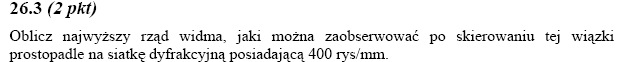 26.3 (2 pkt)
Oblicz najwyższy rząd widma, jaki można zaobserwować po skierowaniu tej wiązki
prostopadle na siatkę dyfrakcyjną posiadającą 400 rys/mm.